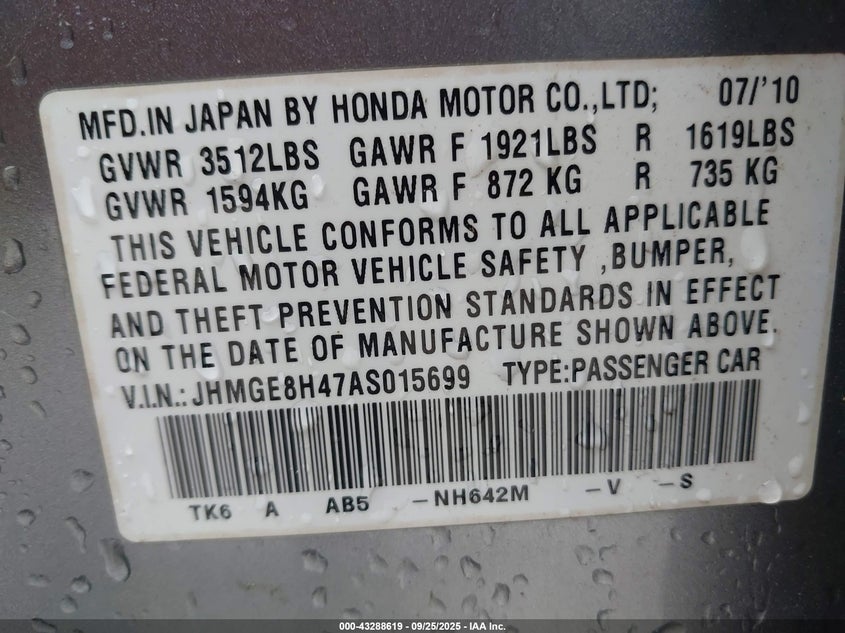 MFD.IN JAPAN BY HONDA MOTOR CO.,LTD; 07/'10
GVWR 3512LBS GAWR F 1921LBS R 1619LBS
GVWR 1594KG GAWR F 872 KG R 735 KG
THIS VEHICLE CONFORMS TO ALL APPLICABLE
FEDERAL MOTOR VEHICLE SAFETY ,BUMPER,
AND THEFT PREVENTION STANDARDS IN EFFECT
ON THE DATE OF MANUFACTURE SHOWN ABOVE.
V.I.N.: JHMGE8H47AS015699 TYPE:PASSENGER CAR
TK6 A AB5 -NH642M -V -S
000-43288619 / 09/25/2025 - IAA Inc.